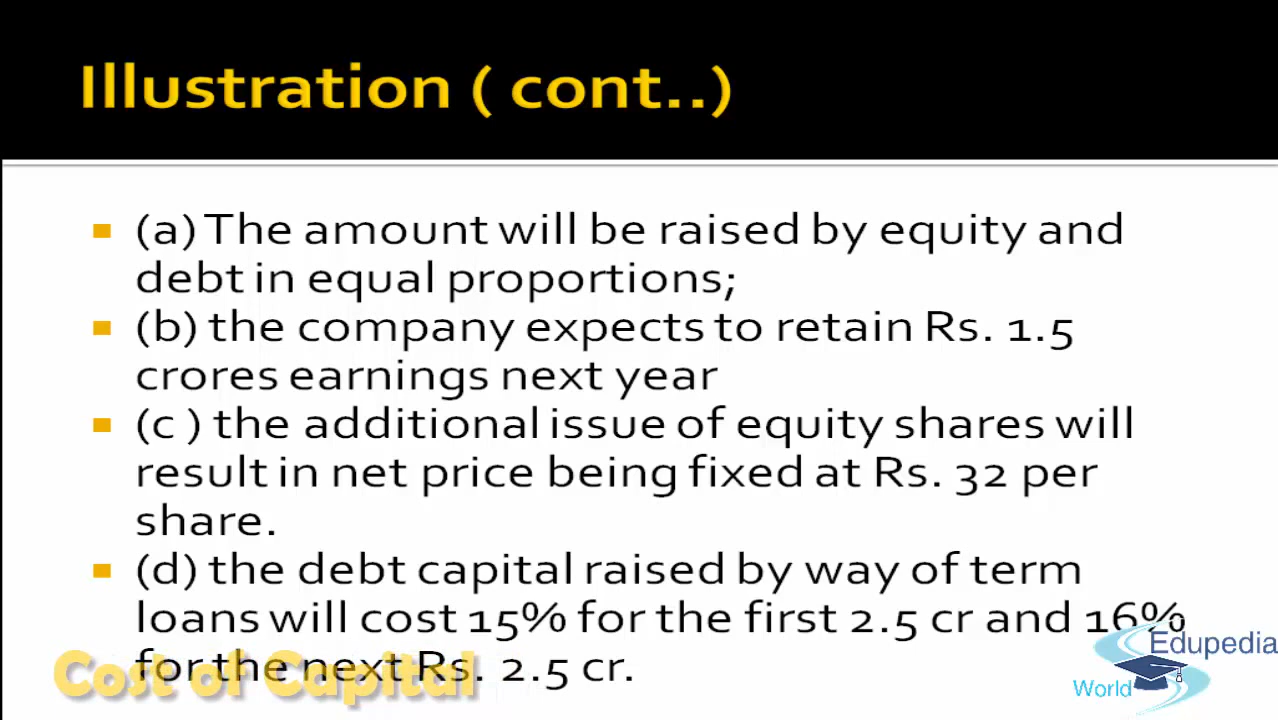 Illustration ( cont..)
(a) The amount will be raised by equity and
debt in equal proportions;
(b) the company expects to retain Rs. 1.5
crores earnings next year
(c ) the additional issue of equity shares will
result in net price being fixed at Rs. 32 per
share.
(d) the debt capital raised by way of term
loans will cost 15% for the first 2.5 cr and 16%
for the next Rs. 2.5 cr.
Cost of Capital
Edupedia
World